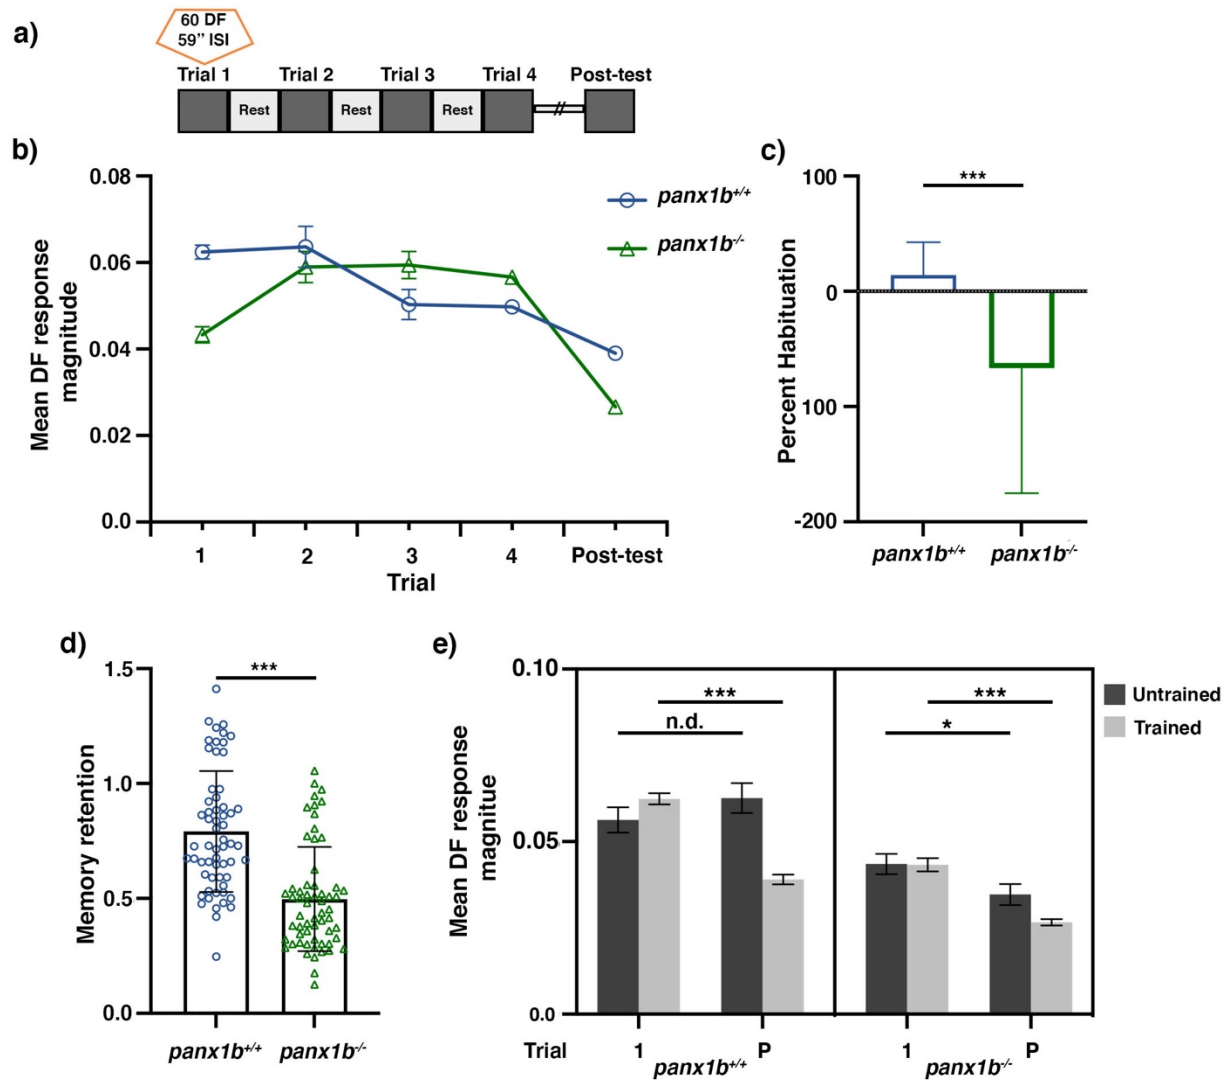 a)
60 DF
59” ISI
Trial 1 Trial 2 Trial 3 Trial 4 Post-test
Rest Rest Rest
//
b)
Mean DF response
magnitude
0.08
0.06
0.04
0.02
0.0
1 2 3 4 Post-test
Trial
panx1b+/+
panx1b-/-
c)
Percent Habituation
100
0
100
-200
***
panx1b+/+ panx1b-/-
d)
Memory retention
1.5
1.0
0.5
0.0
***
panx1b+/+ panx1b-/-
e)
Mean DF response
magnitue
0.10
0.05
0.0
***
n.d.
***
*
Untrained
Trained
Trial 1 P 1 P
panx1b+/+ panx1b-/-